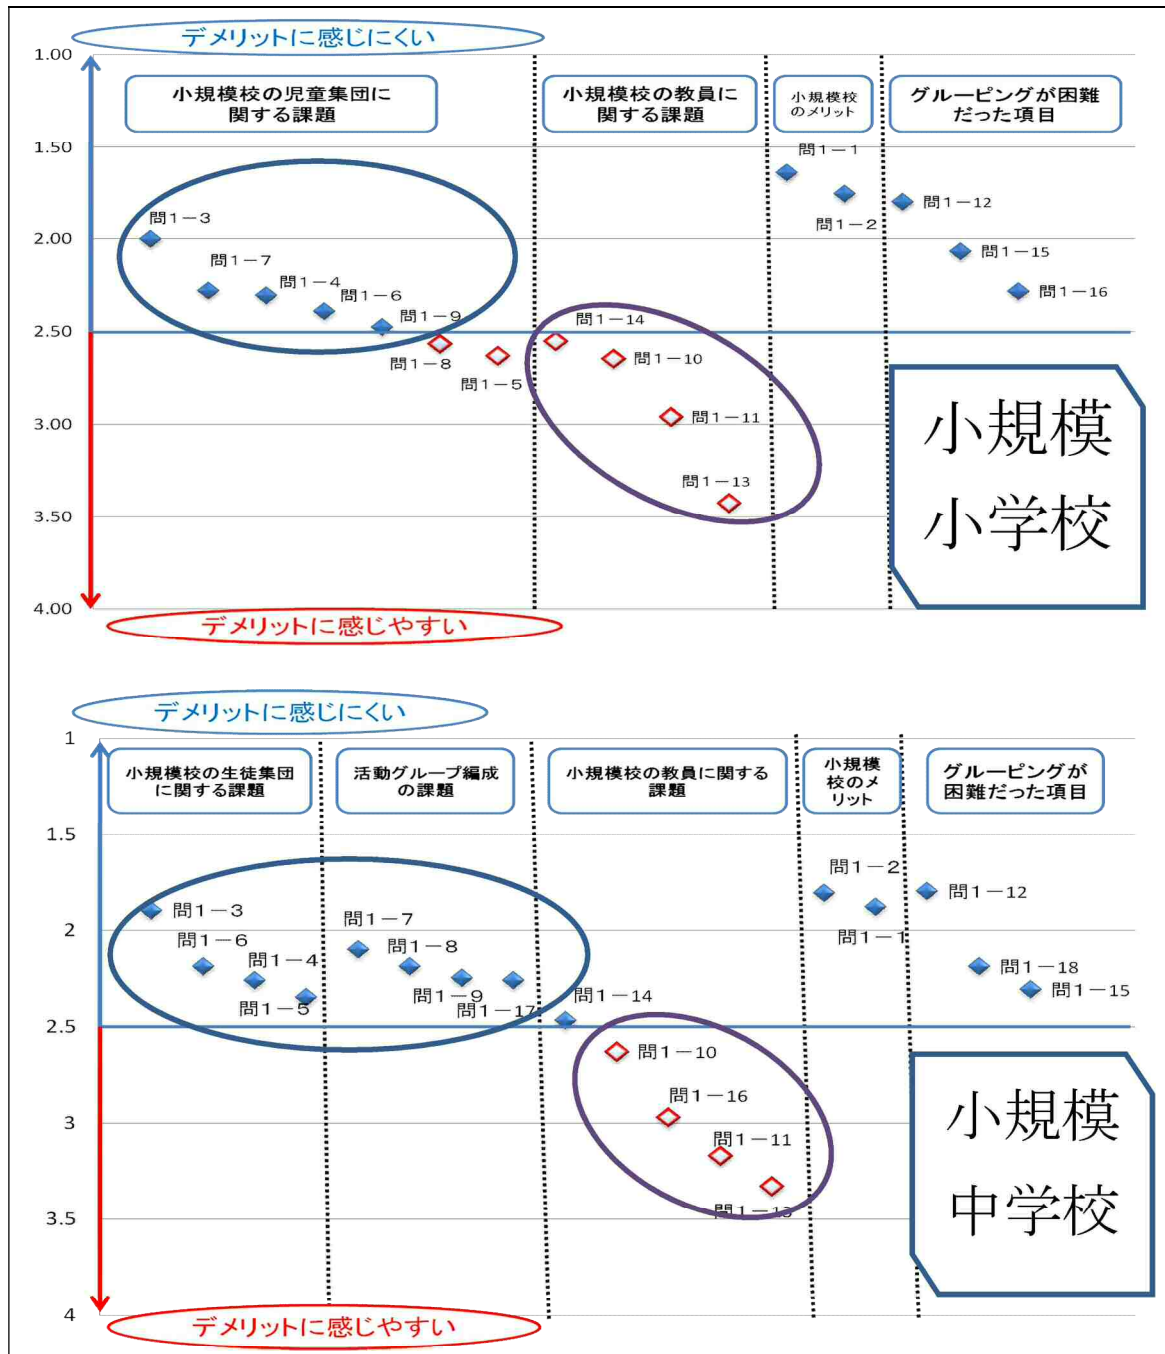 デメリットに感じにくい
1.00
小規模校の児童集団に
関する課題
小規模校の教員に
関する課題
小規模校
のメリット
グルーピングが困難
だった項目
1.50
問1-1
問1-2
問1-12
問1-3
2.00
問1-15
問1-7
問1-4
問1-6
問1-16
問1-9
2.50
問1-14
問1-8
問1-5
問1-10
問1-11
3.00
問1-13
3.50
4.00
小規模
小学校
デメリットに感じやすい
デメリットに感じにくい
1
小規模校の生徒集団
に関する課題
活動グループ編成
の課題
小規模校の教員に関する
課題
小規模
校のメ
リット
グルーピングが
困難だった項目
1.5
問1-2
問1-12
問1-3
問1-7
2
問1-1
問1-6
問1-8
問1-4
問1-18
問1-9
問1-5
問1-17
問1-14
問1-15
2.5
問1-10
問1-16
3
問1-11
問1-13
3.5
4
小規模
中学校
デメリットに感じやすい